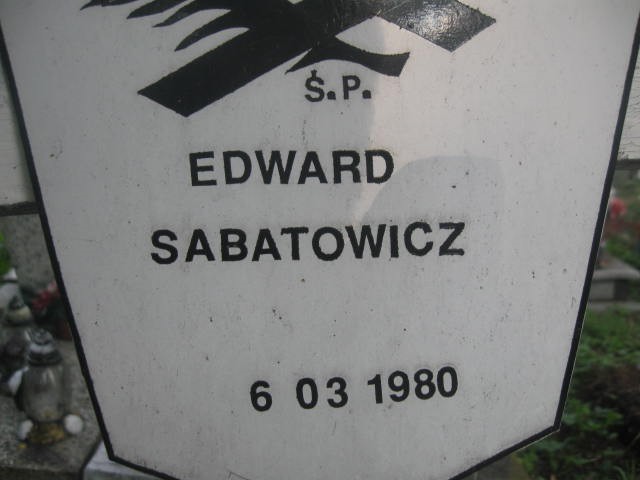 Ś.P.
EDWARD
SABATOWICZ
6 03 1980